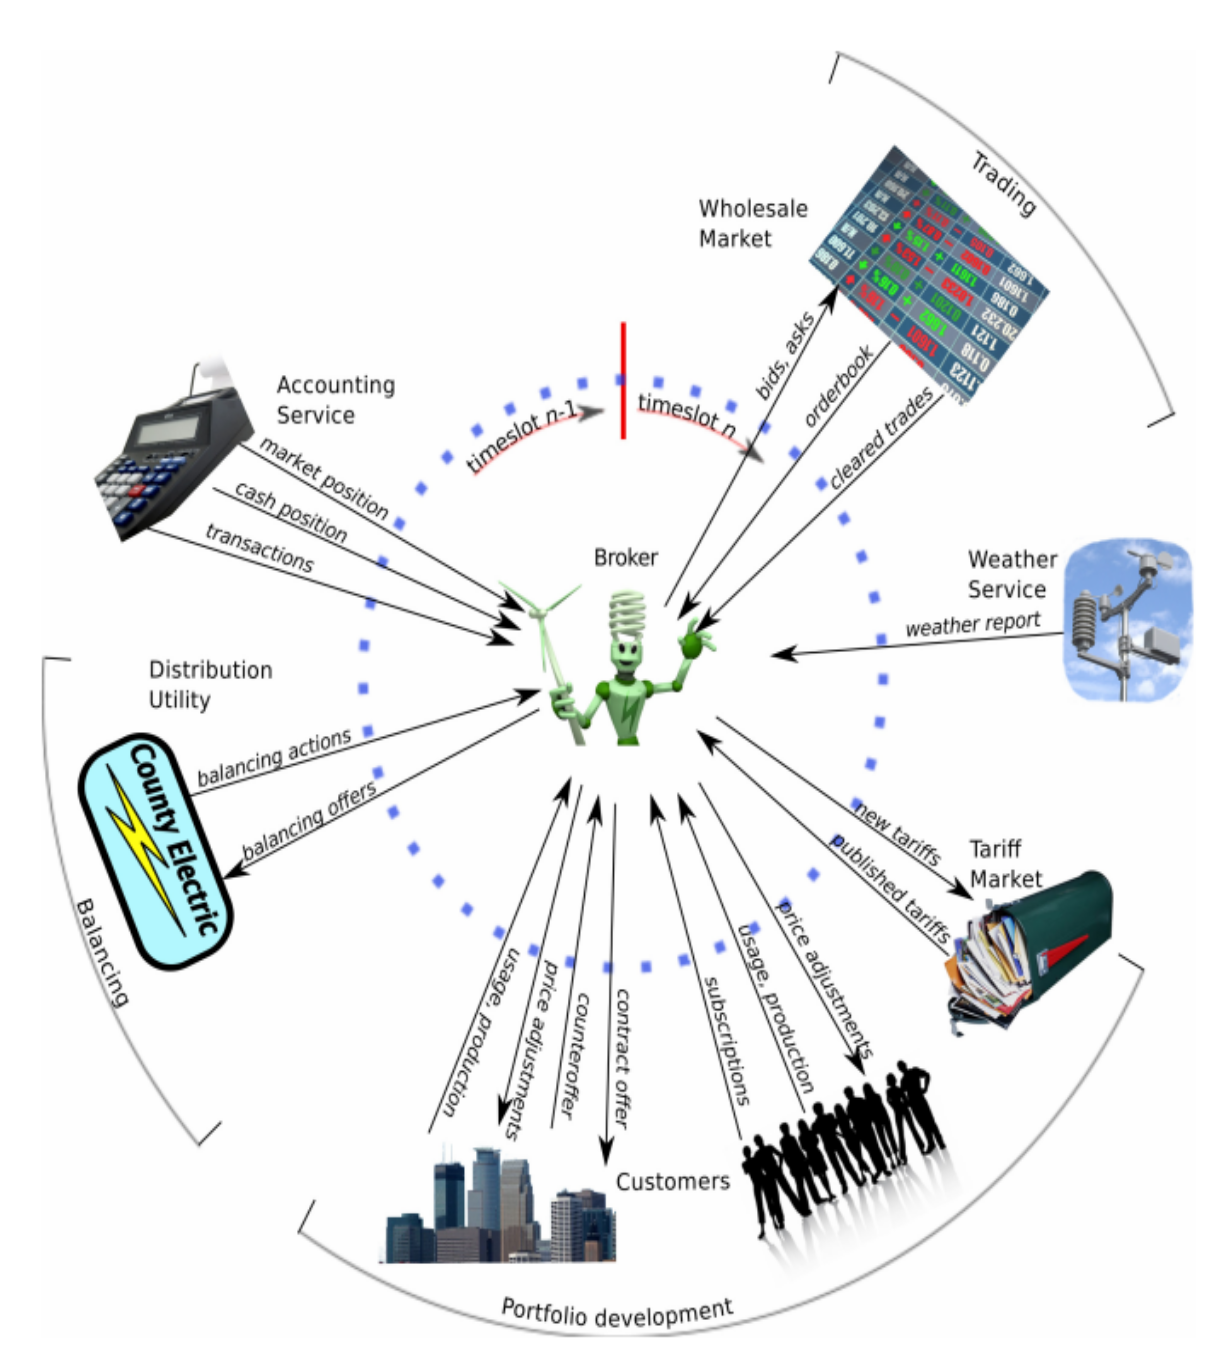 Trading
Wholesale
Market
bids, asks
orderbook
cleared trades
Accounting
Service
market position
cash position
transactions
timeslot n-1
timeslot n
Broker
Weather
Service
weather report
Distribution
Utility
County Electric
balancing actions
balancing offers
Balancing
new tariffs
published tariffs
Tariff
Market
usage, production
price adjustments
counteroffer
contract offer
subscriptions
usage, production
price adjustments
Customers
Portfolio development